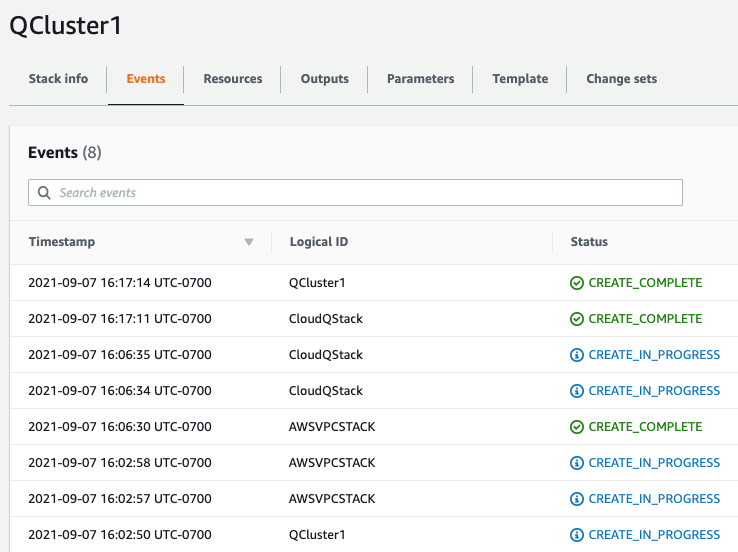 QCluster1
Stack info Events Resources Outputs Parameters Template Change sets
Events (8)
Search events
Timestamp Logical ID Status
2021-09-07 16:17:14 UTC-0700 QCluster1 CREATE_COMPLETE
2021-09-07 16:17:11 UTC-0700 CloudQStack CREATE_COMPLETE
2021-09-07 16:06:35 UTC-0700 CloudQStack CREATE_IN_PROGRESS
2021-09-07 16:06:34 UTC-0700 CloudQStack CREATE_IN_PROGRESS
2021-09-07 16:06:30 UTC-0700 AWSVPCSTACK CREATE_COMPLETE
2021-09-07 16:02:58 UTC-0700 AWSVPCSTACK CREATE_IN_PROGRESS
2021-09-07 16:02:57 UTC-0700 AWSVPCSTACK CREATE_IN_PROGRESS
2021-09-07 16:02:50 UTC-0700 QCluster1 CREATE_IN_PROGRESS